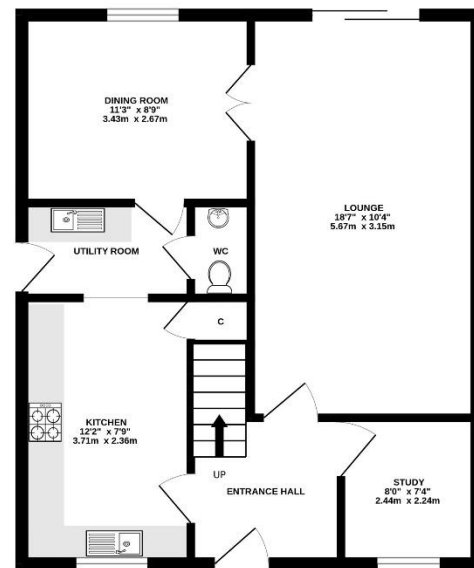 DINING ROOM
11'3" x 8'9"
3.43m x 2.67m
LOUNGE
18'7" x 10'4"
5.67m x 3.15m
UTILITY ROOM
WC
C
KITCHEN
12'2" x 7'9"
3.71m x 2.36m
UP
ENTRANCE HALL
STUDY
8'0" x 7'4"
2.44m x 2.24m